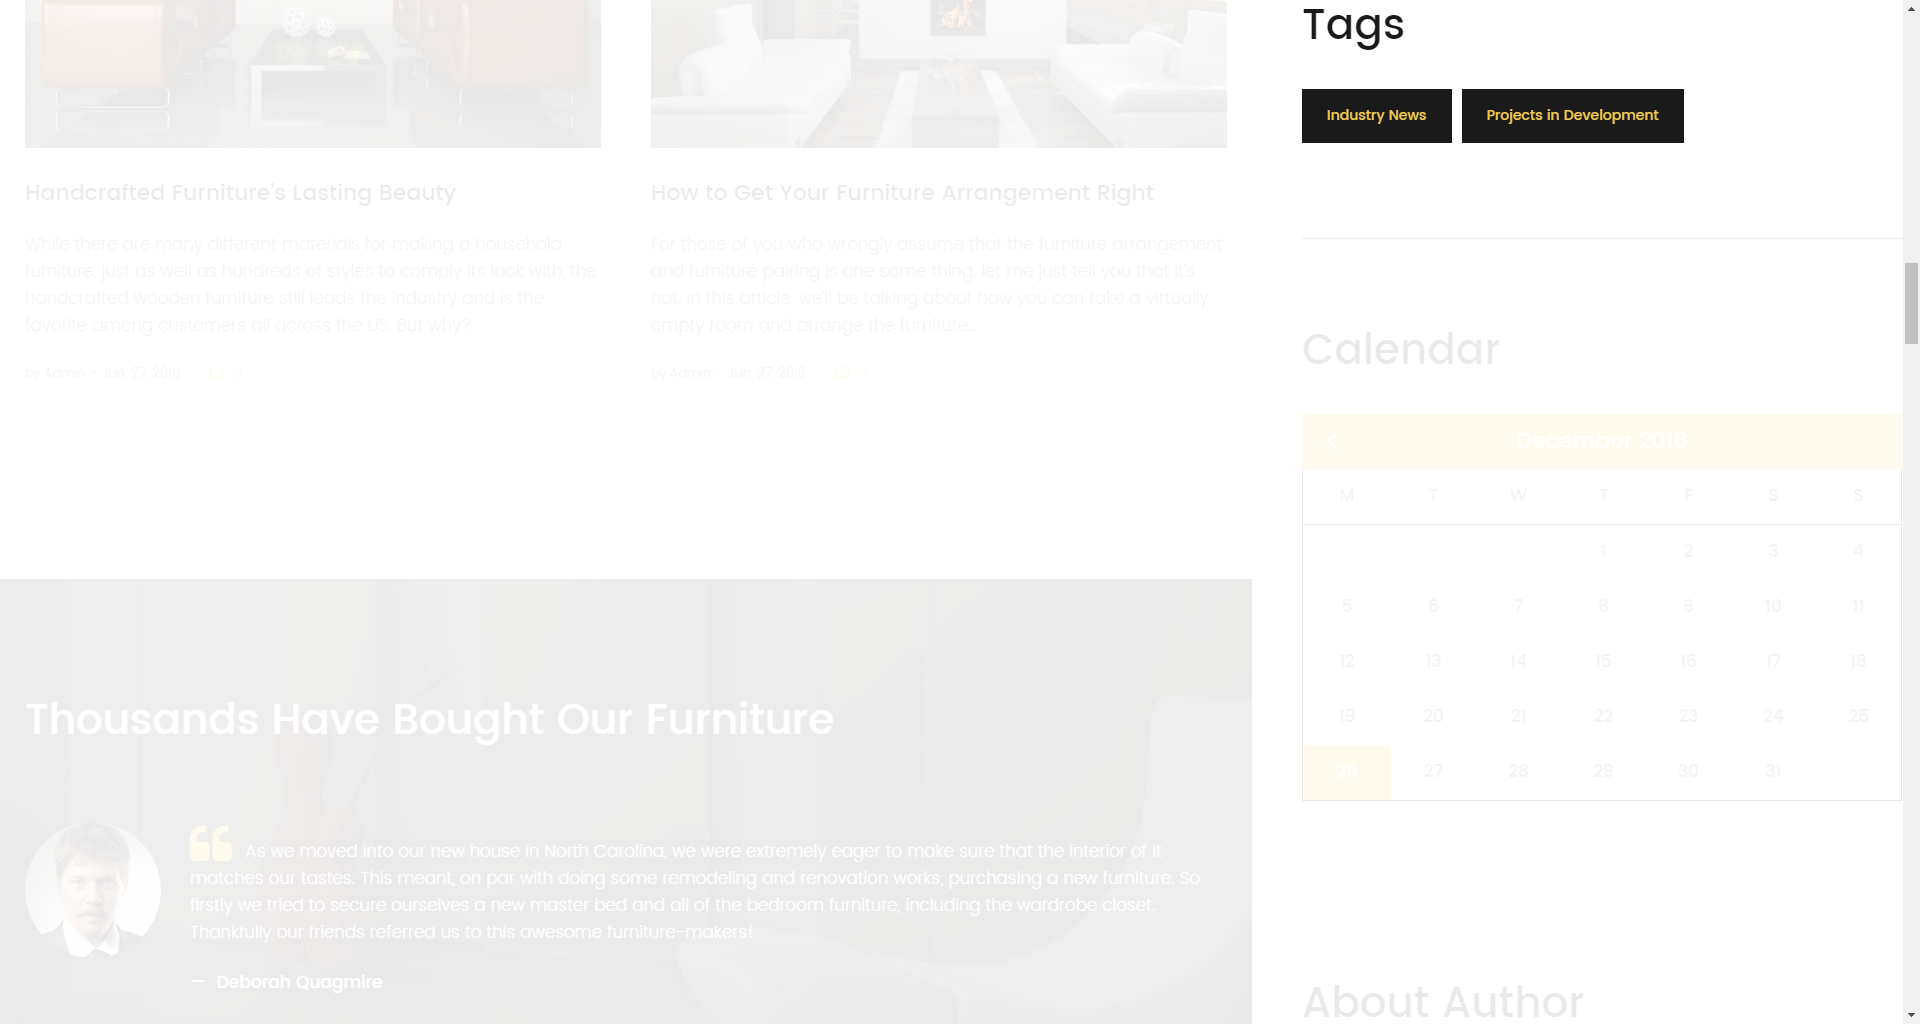 Handcrafted Furniture's Lasting Beauty
While there are many different materials for making a household
furniture, just as well as hundreds of styles to comply its look with, the
handcrafted wooden furniture still leads the industry and is the
favorite among customers all across the US. But why?
by Admin - Jun. 27, 2016
How to Get Your Furniture Arrangement Right
For those of you who wrongly assume that the furniture arrangement
and furniture pairing is one same thing, let me just tell you that it's
not. In this article, we'll be talking about how you can take a virtually
empty room and arrange the furniture...
by Admin - Jun. 27, 2016
Thousands Have Bought Our Furniture
As we moved into our new house in North Carolina, we were extremely eager to make sure that the interior of it
matches our tastes. This meant, on par with doing some remodeling and renovation works, purchasing a new furniture. So
firstly we tried to secure ourselves a new master bed and all of the bedroom furniture, including the wardrobe closet.
Thankfully our friends referred us to this awesome furniture-makers!
— Deborah Quagmire
Tags
Industry News Projects in Development
Calendar
December 2016
M T W T F S S
1 2 3 4
5 6 7 8 9 10 11
12 13 14 15 16 17 18
19 20 21 22 23 24 25
26 27 28 29 30 31
About Author